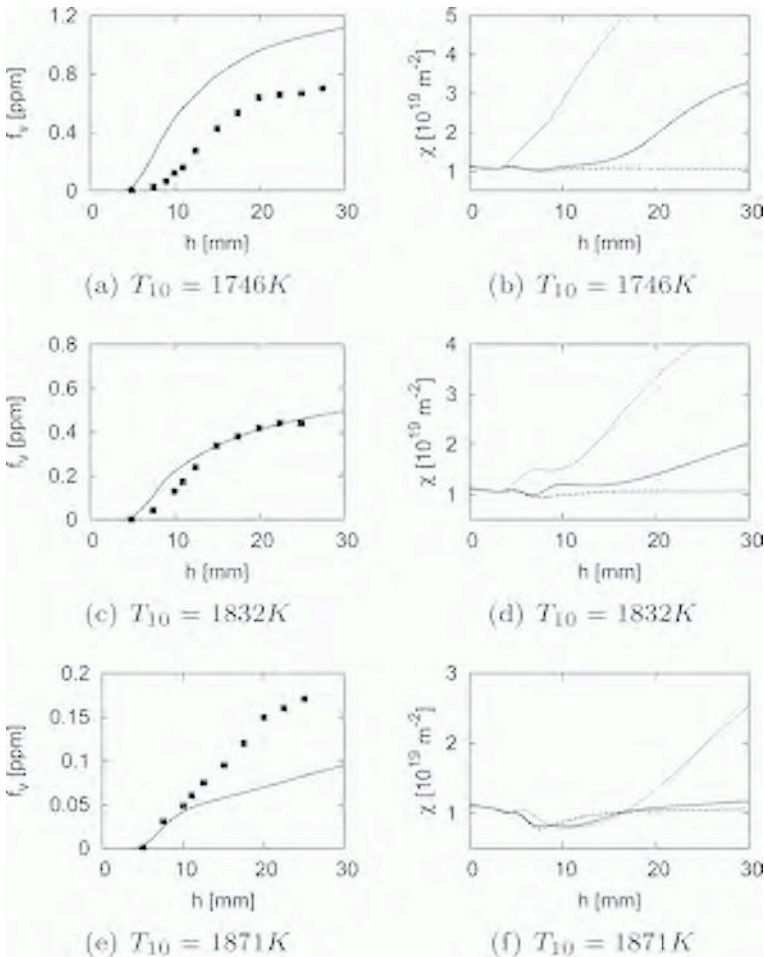 1.2
0.8
0.4
0
f_v [ppm]
0 10 20 30
h [mm]
(a) T_10 = 1746K
5
4
3
2
1
χ [10^19 m^-2]
0 10 20 30
h [mm]
(b) T_10 = 1746K
0.8
0.6
0.4
0.2
0
f_v [ppm]
0 10 20 30
h [mm]
(c) T_10 = 1832K
4
3
2
1
χ [10^19 m^-2]
0 10 20 30
h [mm]
(d) T_10 = 1832K
0.2
0.15
0.1
0.05
0
f_v [ppm]
0 10 20 30
h [mm]
(e) T_10 = 1871K
3
2
1
χ [10^19 m^-2]
0 10 20 30
h [mm]
(f) T_10 = 1871K